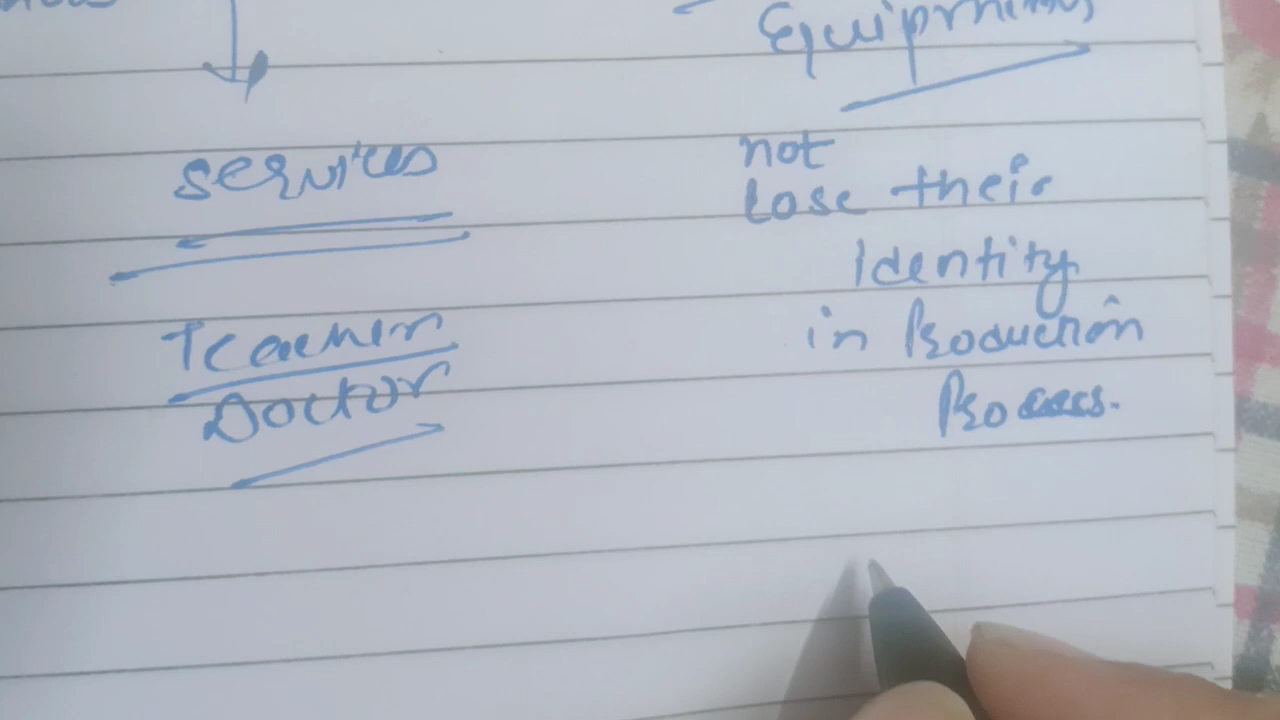 Equipments
services
not
lose their
Identity
Teacher
in Production
Doctor
Process.